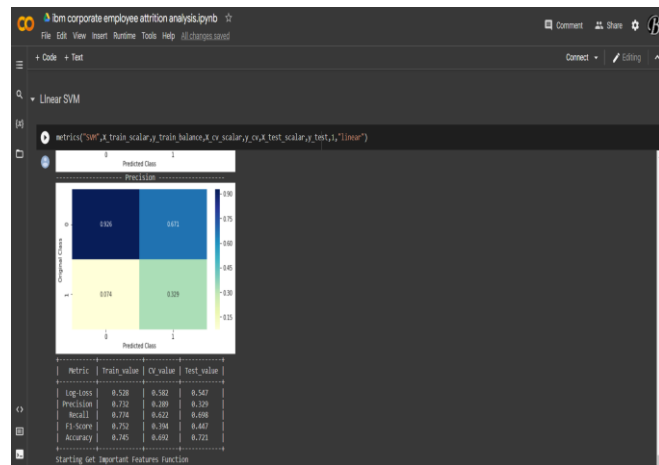 ibm corporate employee attrition analysis.ipynb
Comment Share
File Edit View Insert Runtime Tools Help All changes saved
+ Code + Text Connect Editing
Linear SVM
metrics("SVM",X_train_scalar,y_train_balance,X_cv_scalar,y_cv,X_test_scalar,y_test,1,"linear")
0 1
Predicted Class
-------------------- Precision --------------------
0.90
0.75
0.60
0.45
0.30
0.15
Original Class
0 0.926 0.671
1 0.074 0.329
0 1
Predicted Class
| Metric | Train_value | CV_value | Test_value |
| Log-Loss | 0.528 | 0.582 | 0.547 |
| Precision | 0.732 | 0.289 | 0.329 |
| Recall | 0.774 | 0.622 | 0.698 |
| F1-Score | 0.752 | 0.394 | 0.447 |
| Accuracy | 0.745 | 0.692 | 0.721 |
Starting Get Important Features Function